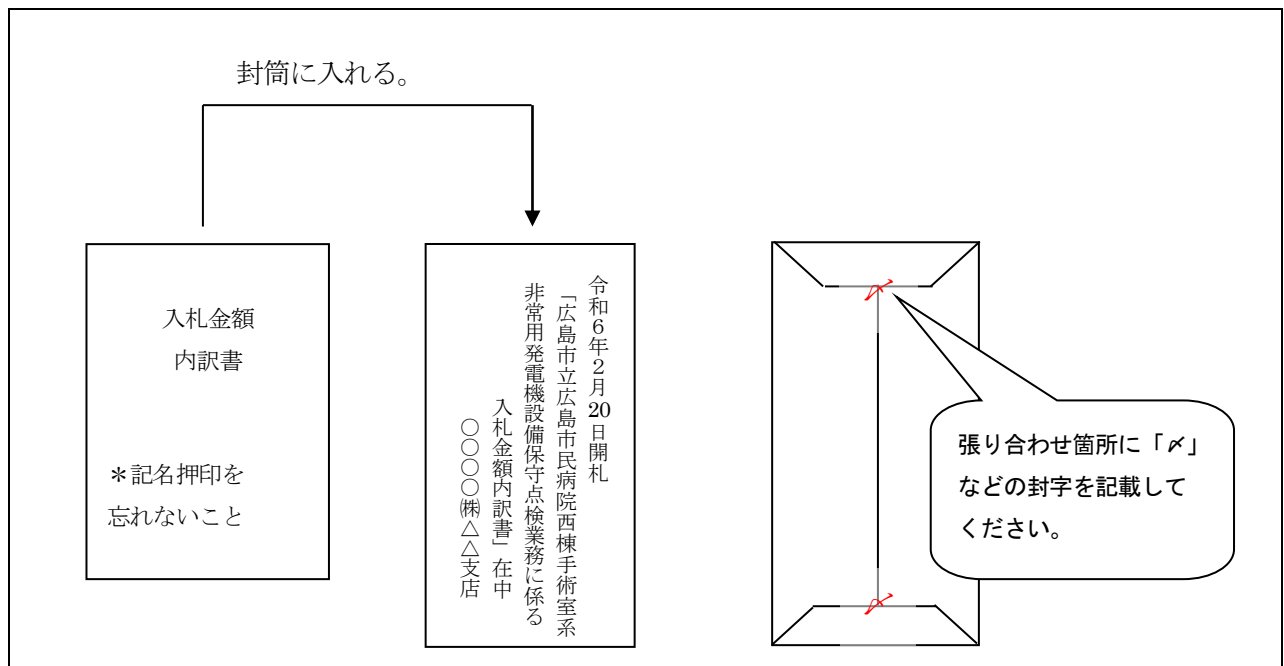 封筒に入れる。
入札金額
内訳書
＊記名押印を
忘れないこと
令和６年２月20日開札
「広島市立広島市民病院西棟手術室系
非常用発電機設備保守点検業務に係る
入札金額内訳書」在中
〇〇〇〇㈱△△支店
〆
張り合わせ箇所に「〆」
などの封字を記載して
ください。
〆